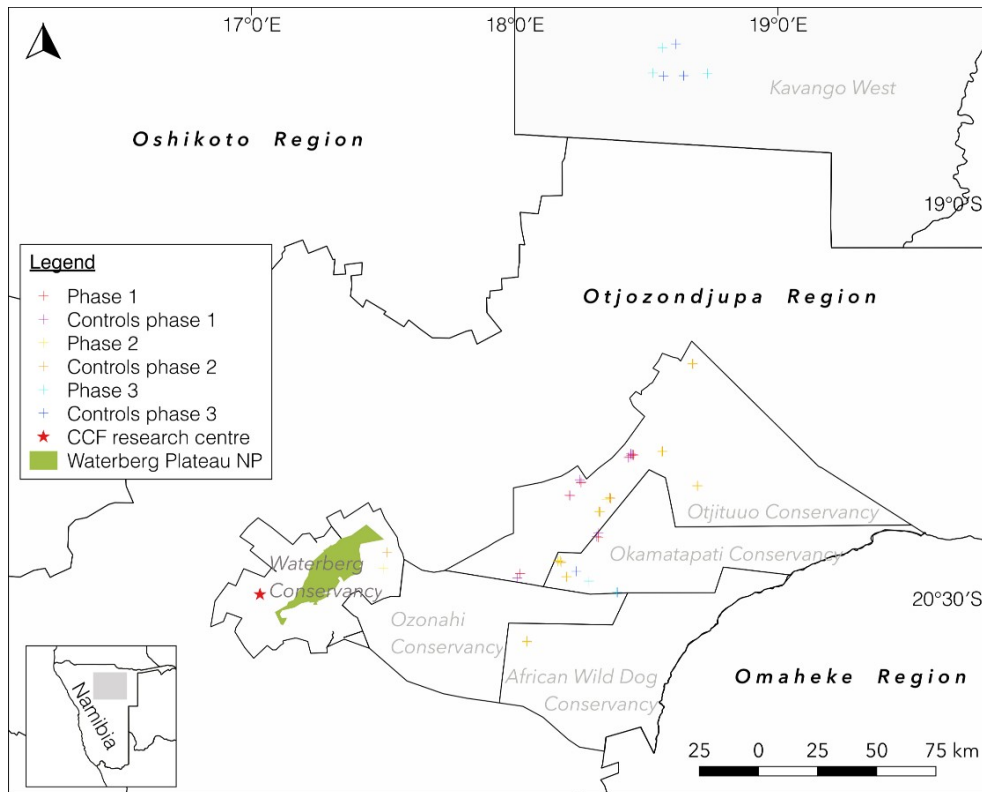 17°0′E
18°0′E
19°0′E
Kavango West
Oshikoto Region
19°0′S
Legend
Phase 1
Controls phase 1
Phase 2
Controls phase 2
Phase 3
Controls phase 3
CCF research centre
Waterberg Plateau NP
Otjozondjupa Region
Otjituuo Conservancy
Okamatapati Conservancy
Waterberg
Conservancy
20°30′S
Ozonahi
Conservancy
African Wild Dog
Conservancy
Omaheke Region
Namibia
25 0 25 50 75 km